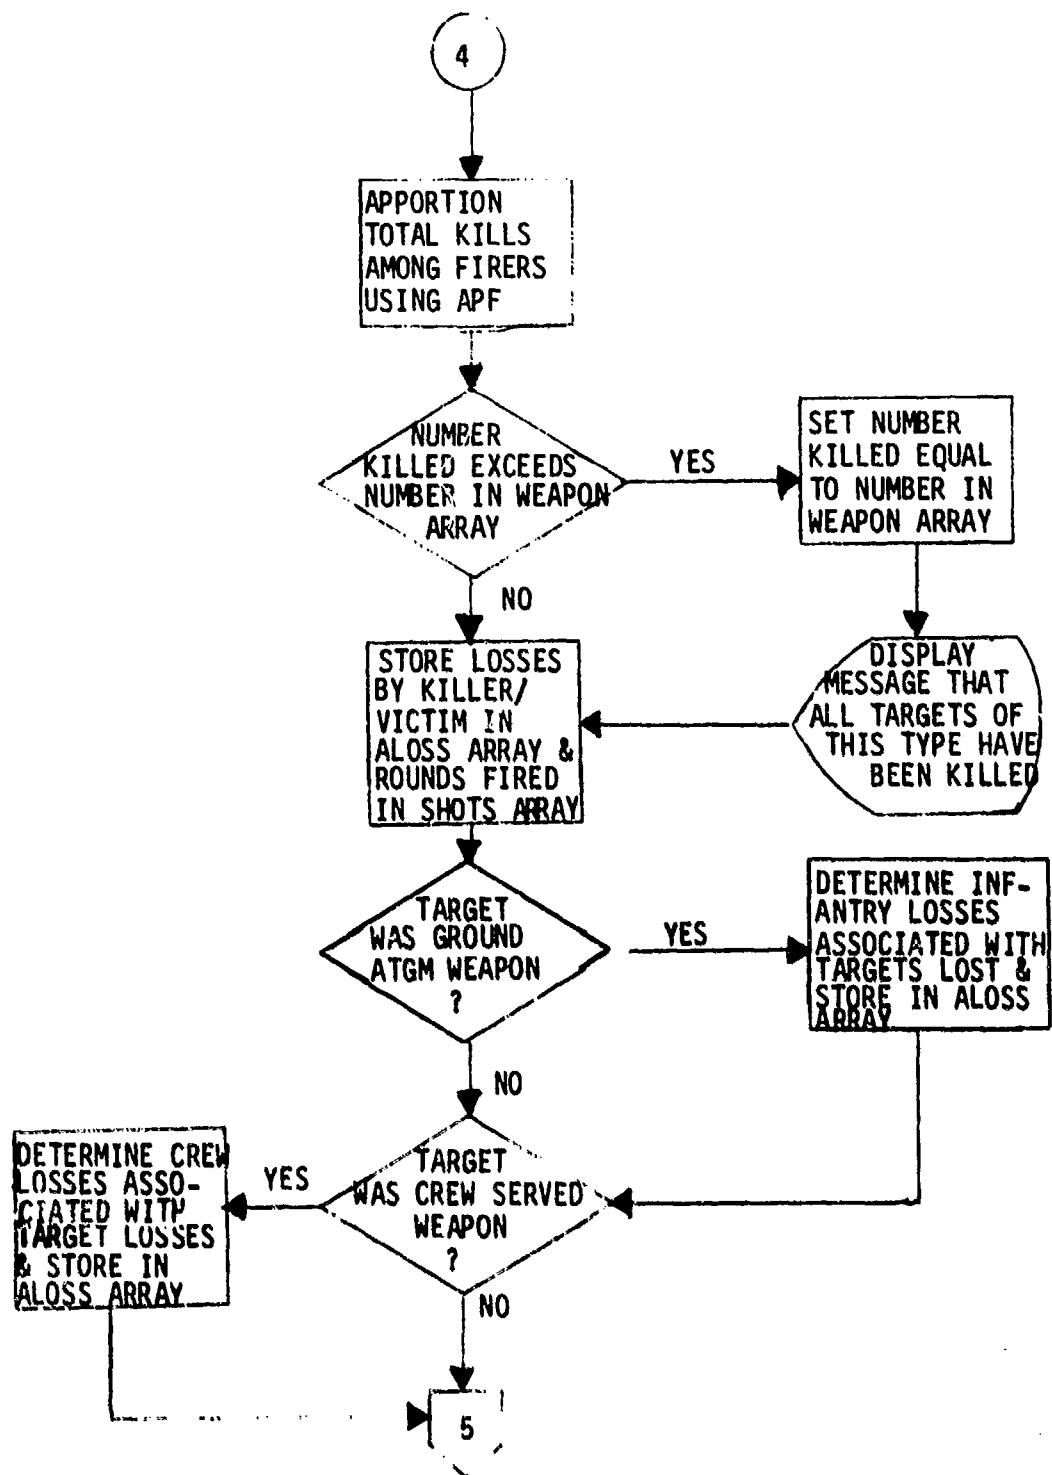 4
APPORTION
TOTAL KILLS
AMONG FIRERS
USING APF
NUMBER
KILLED EXCEEDS
NUMBER IN WEAPON
ARRAY
YES
SET NUMBER
KILLED EQUAL
TO NUMBER IN
WEAPON ARRAY
NO
DISPLAY
MESSAGE THAT
ALL TARGETS OF
THIS TYPE HAVE
BEEN KILLED
STORE LOSSES
BY KILLER/
VICTIM IN
ALOSS ARRAY &
ROUNDS FIRED
IN SHOTS ARRAY
TARGET
WAS GROUND
ATGM WEAPON
?
YES
DETERMINE INF-
ANTRY LOSSES
ASSOCIATED WITH
TARGETS LOST &
STORE IN ALOSS
ARRAY
NO
TARGET
WAS CREW SERVED
WEAPON
?
YES
DETERMINE CREW
LOSSES ASSO-
CIATED WITH
TARGET LOSSES
& STORE IN
ALOSS ARRAY
NO
5